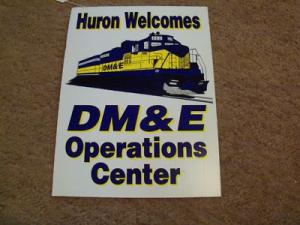 Huron Welcomes
DM&E
DM&E
Operations
Center